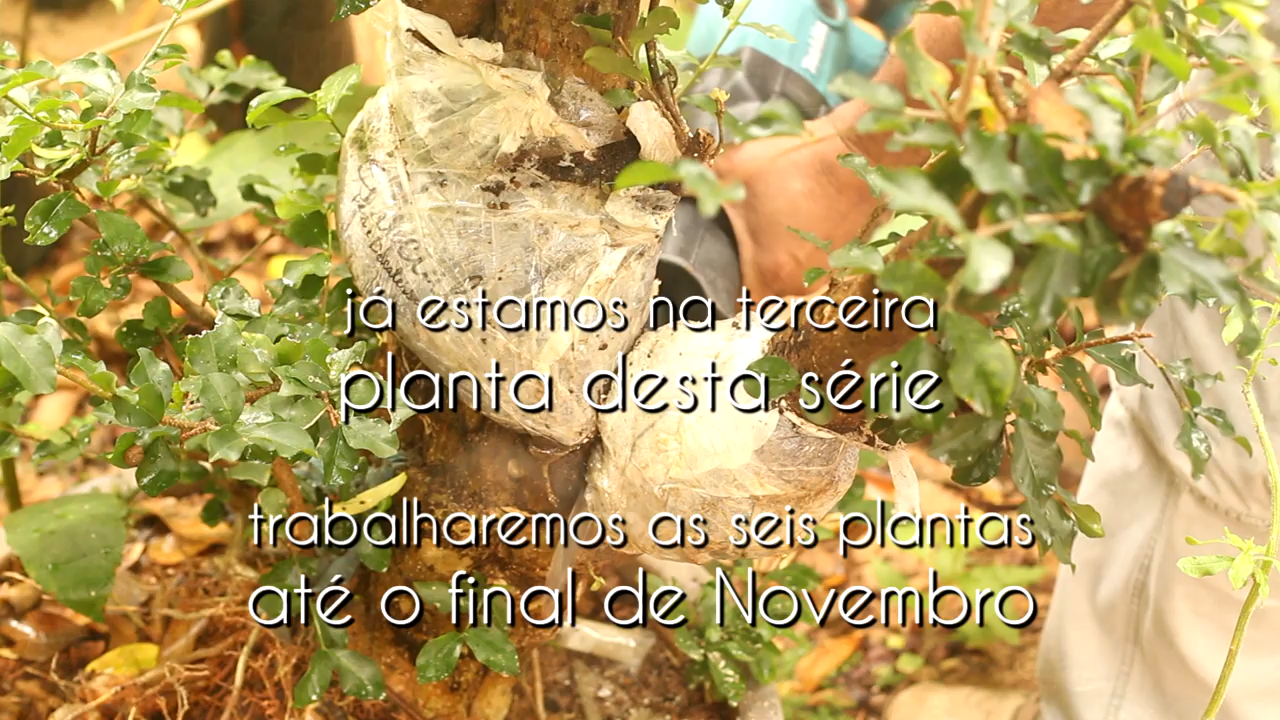 já estamos na terceira
planta desta série
trabalharemos as seis plantas
até o final de Novembro